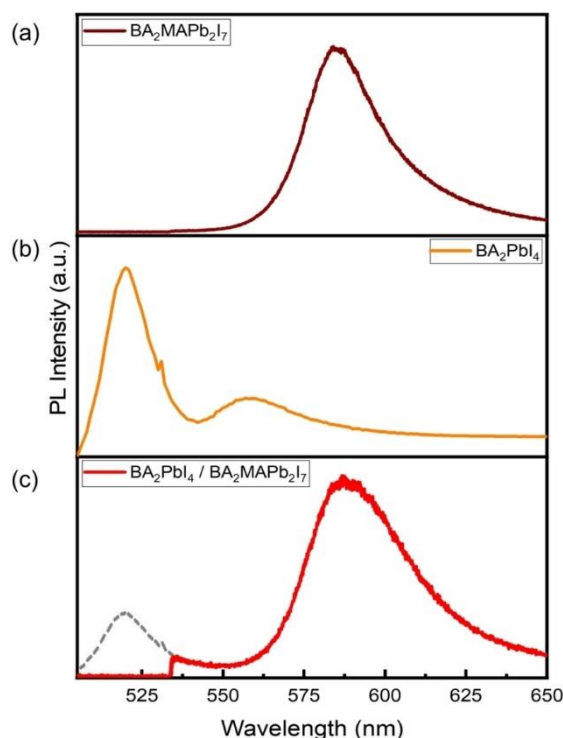 (a)
BA₂MAPb₂I₇
(b)
BA₂PbI₄
(c)
BA₂PbI₄ / BA₂MAPb₂I₇
PL Intensity (a.u.)
525 550 575 600 625 650
Wavelength (nm)